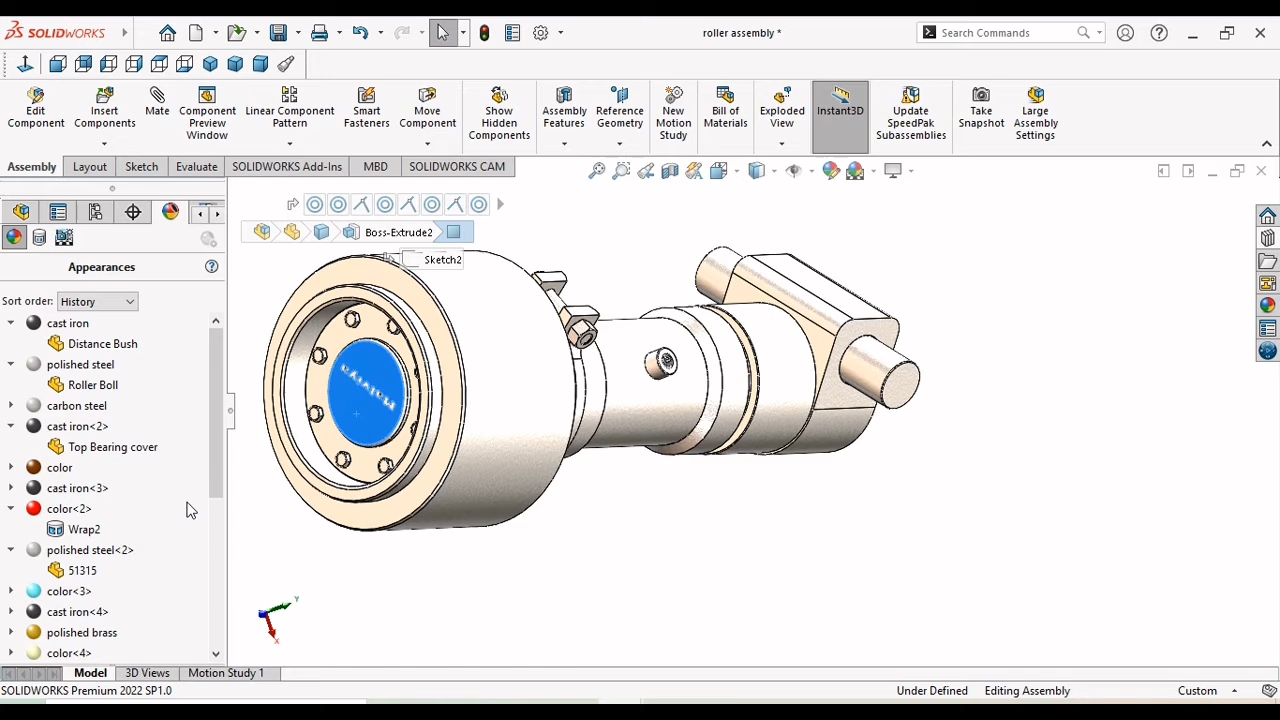 SOLIDWORKS
roller assembly *
Search Commands
Edit Component
Insert Components
Mate
Component Preview Window
Linear Component Pattern
Smart Fasteners
Move Component
Show Hidden Components
Assembly Features
Reference Geometry
New Motion Study
Bill of Materials
Exploded View
Instant3D
Update SpeedPak Subassemblies
Take Snapshot
Large Assembly Settings
Assembly
Layout
Sketch
Evaluate
SOLIDWORKS Add-Ins
MBD
SOLIDWORKS CAM
Boss-Extrude2
Sketch2
Appearances
Sort order: History
cast iron
Distance Bush
polished steel
Roller Boll
carbon steel
cast iron<2>
Top Bearing cover
color
cast iron<3>
color<2>
Wrap2
polished steel<2>
51315
color<3>
cast iron<4>
polished brass
color<4>
Y
X
Model
3D Views
Motion Study 1
SOLIDWORKS Premium 2022 SP1.0
Under Defined
Editing Assembly
Custom